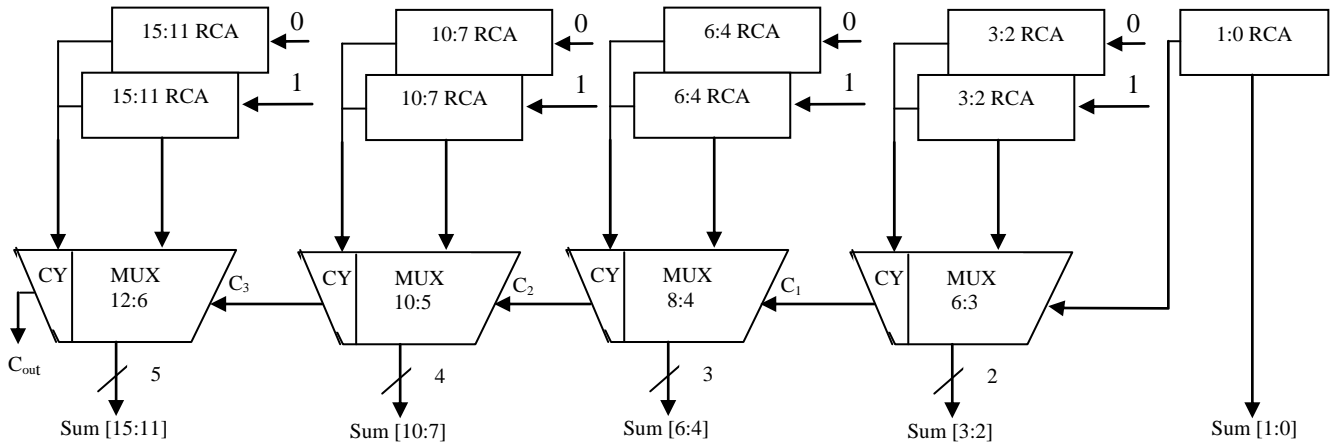 15:11 RCA
0
10:7 RCA
0
6:4 RCA
0
3:2 RCA
0
1:0 RCA
15:11 RCA
1
10:7 RCA
1
6:4 RCA
1
3:2 RCA
1
CY
MUX
12:6
C3
CY
MUX
10:5
C2
CY
MUX
8:4
C1
CY
MUX
6:3
Cout
5
4
3
2
Sum [15:11]
Sum [10:7]
Sum [6:4]
Sum [3:2]
Sum [1:0]